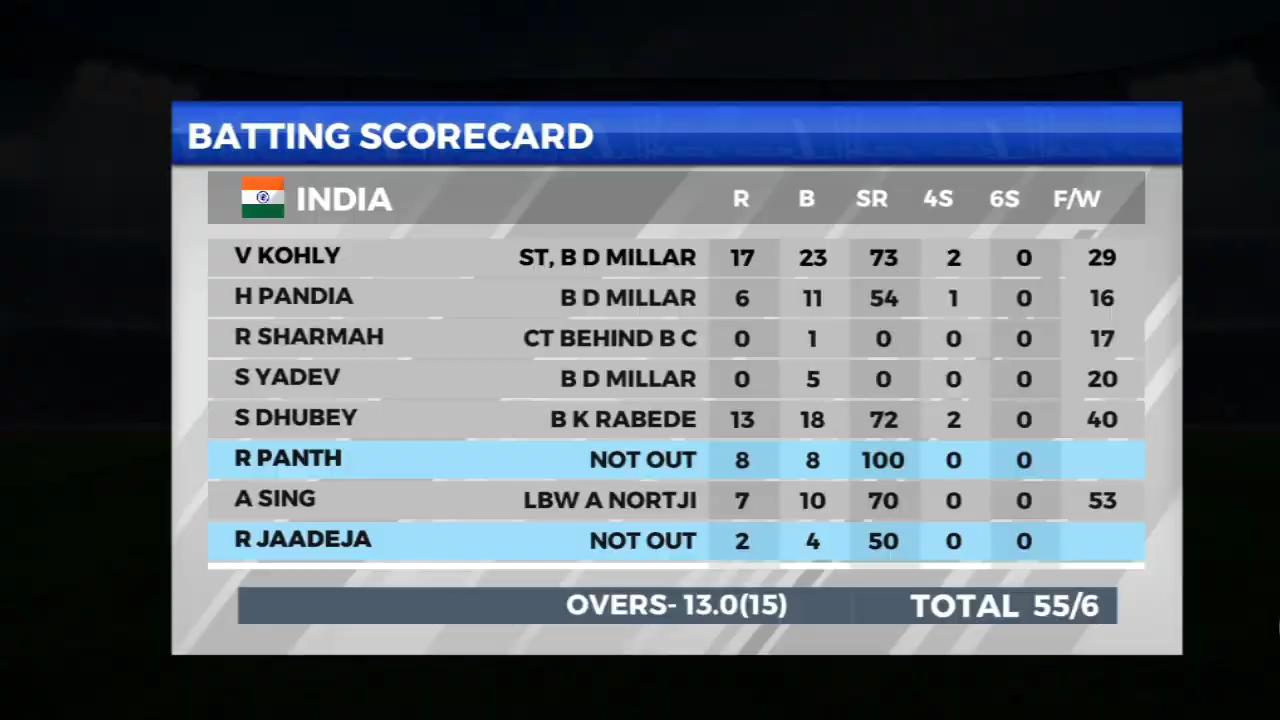 BATTING SCORECARD
INDIA R B SR 4S 6S F/W
V KOHLY ST, B D MILLAR 17 23 73 2 0 29
H PANDIA B D MILLAR 6 11 54 1 0 16
R SHARMAH CT BEHIND B C 0 1 0 0 0 17
S YADEV B D MILLAR 0 5 0 0 0 20
S DHUBEY B K RABEDE 13 18 72 2 0 40
R PANTH NOT OUT 8 8 100 0 0
A SING LBW A NORTJI 7 10 70 0 0 53
R JAADEJA NOT OUT 2 4 50 0 0
OVERS- 13.0(15) TOTAL 55/6